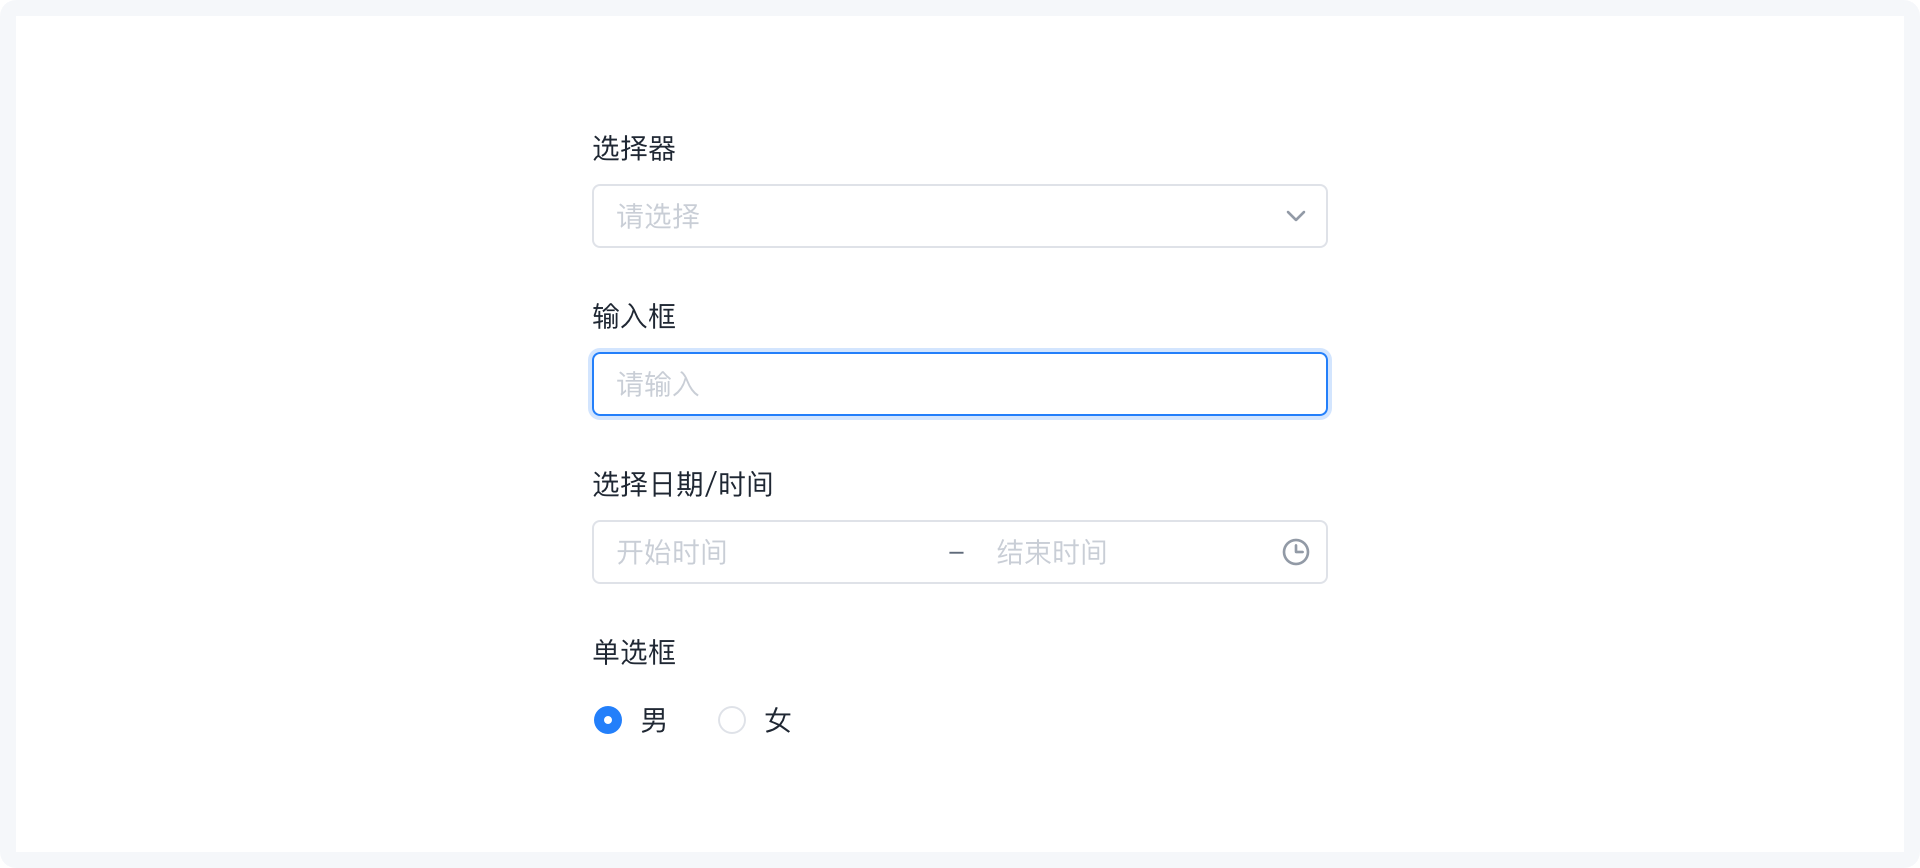 选择器
请选择
输入框
请输入
选择日期/时间
开始时间 – 结束时间
单选框
男 女